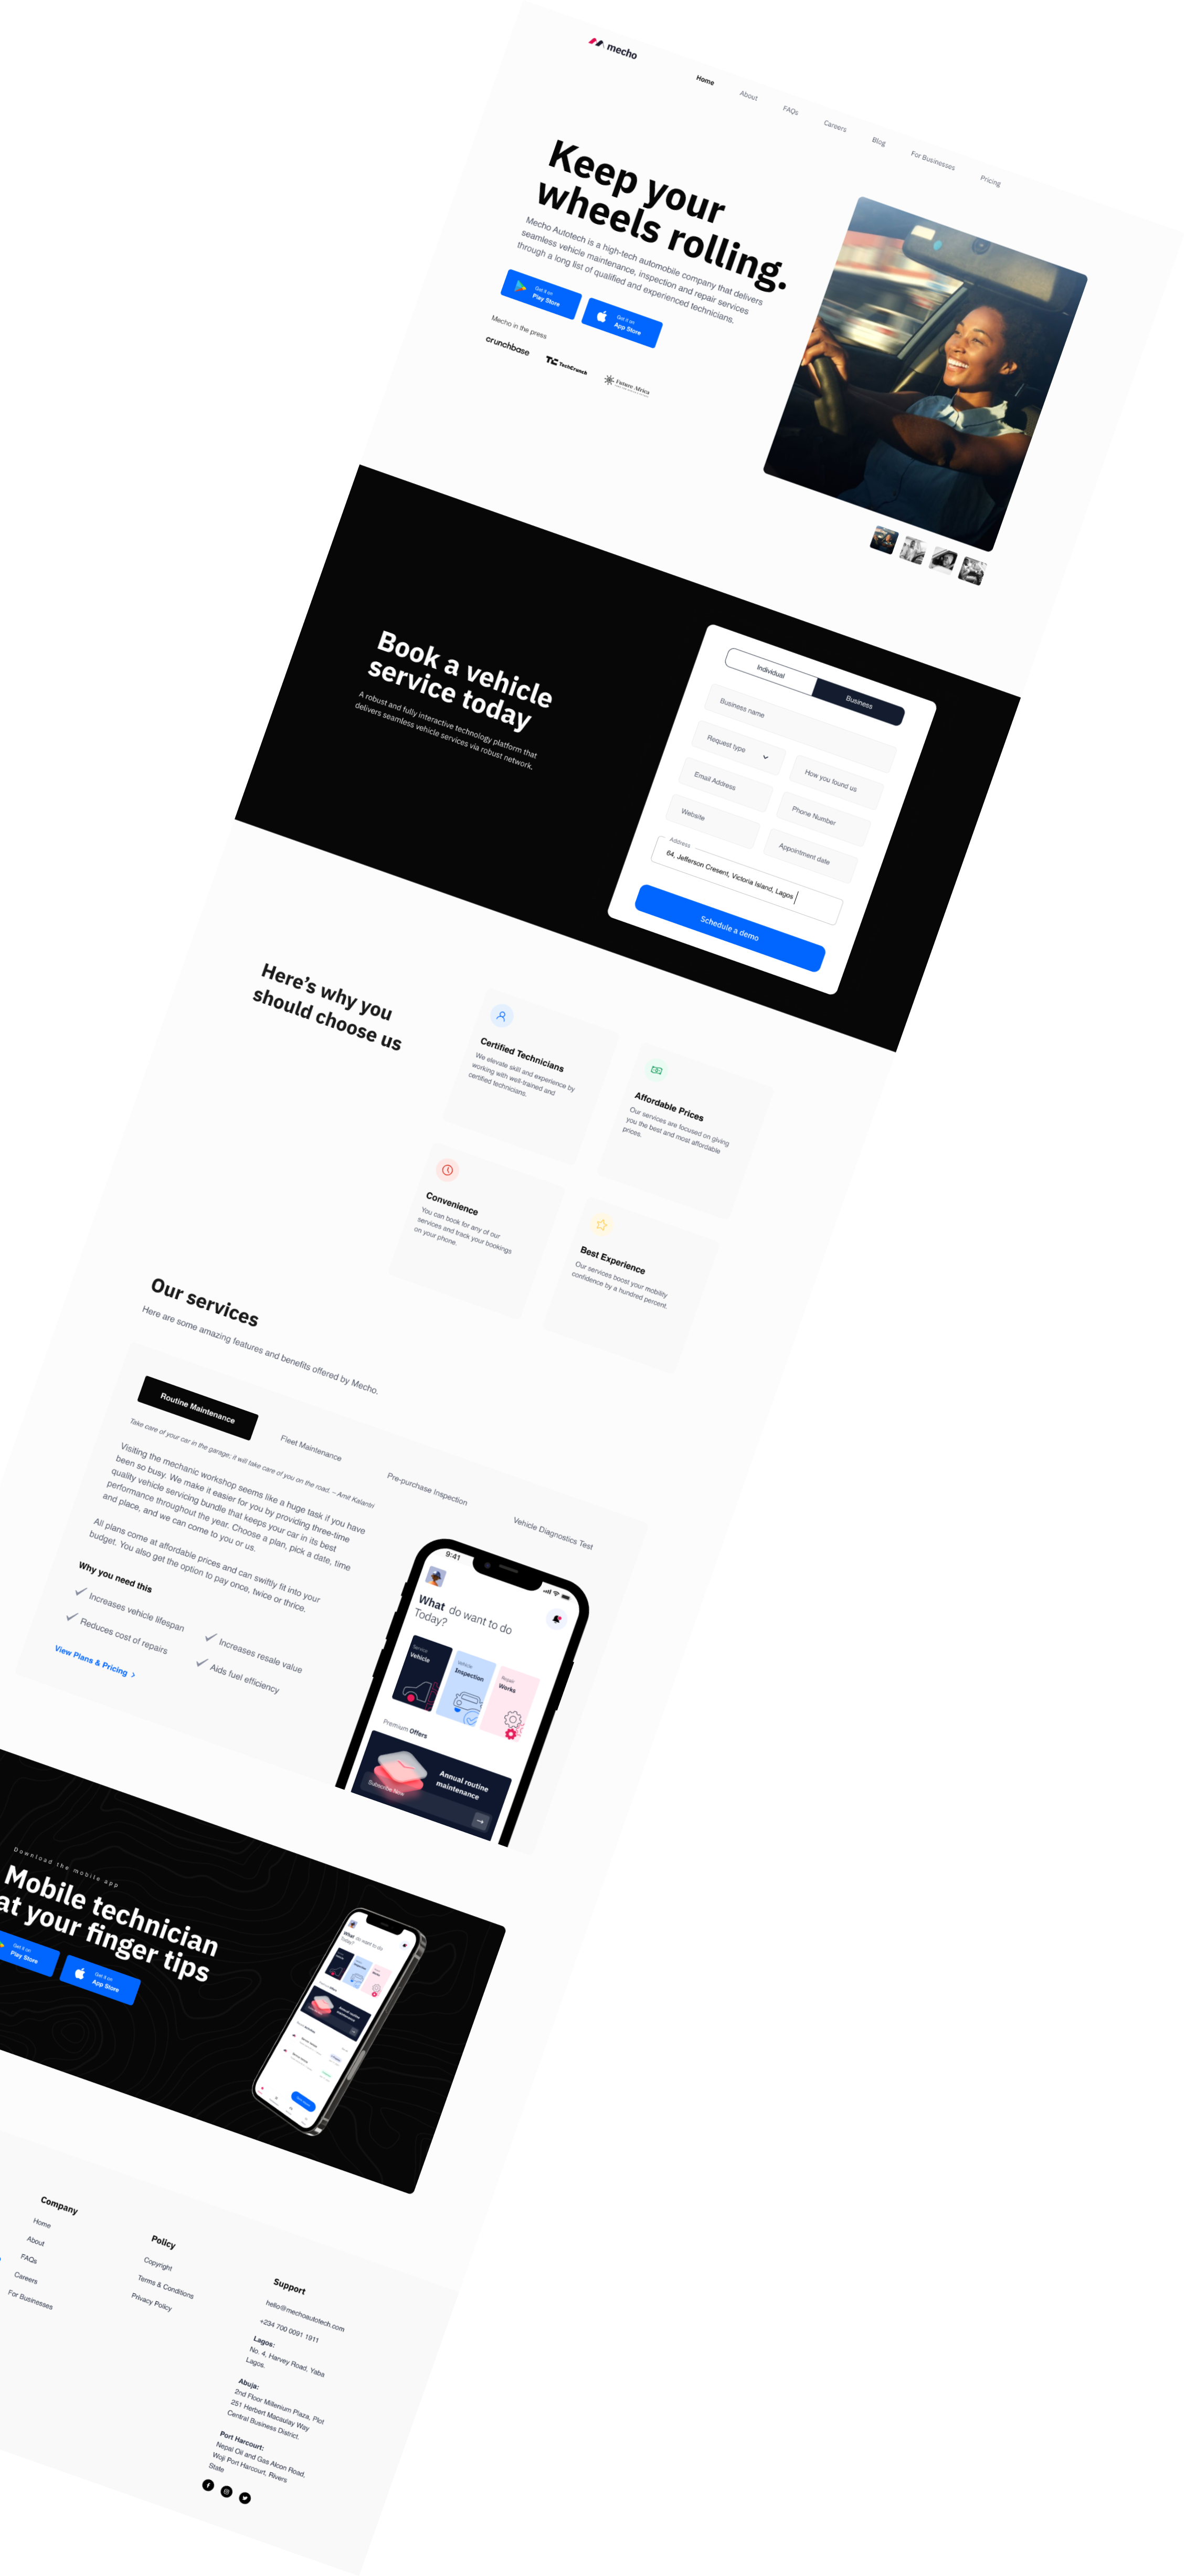 mecho
Home
About
FAQs
Careers
Blog
For Businesses
Pricing
Keep your
wheels rolling.
Mecho Autotech is a high-tech automobile company that delivers
seamless vehicle maintenance, inspection and repair services
through a long list of qualified and experienced technicians.
Get it on
Play Store
Get it on
App Store
Mecho in the press
crunchbase
TC TechCrunch
Future Africa
Book a vehicle
service today
A robust and fully interactive technology platform that
delivers seamless vehicle services via robust network.
Individual
Business
Business name
Request type
How you found us
Email Address
Phone Number
Website
Appointment date
Address
64, Jefferson Cresent, Victoria Island, Lagos
Schedule a demo
Here's why you
should choose us
Certified Technicians
We elevate skill and experience by
working with well-trained and
certified technicians.
Affordable Prices
Our services are focused on giving
you the best and most affordable
prices.
Convenience
You can book for any of our
services and track your bookings
on your phone.
Best Experience
Our services boost your mobility
confidence by a hundred percent.
Our services
Here are some amazing features and benefits offered by Mecho.
Routine Maintenance
Fleet Maintenance
Pre-purchase Inspection
Vehicle Diagnostics Test
Take care of your car in the garage; it will take care of you on the road. – Amit Kalantri
Visiting the mechanic workshop seems like a huge task if you have
been so busy. We make it easier for you by providing three-time
quality vehicle servicing bundle that keeps your car in its best
performance throughout the year. Choose a plan, pick a date, time
and place, and we can come to you or us.
All plans come at affordable prices and can swiftly fit into your
budget. You also get the option to pay once, twice or thrice.
Why you need this
Increases vehicle lifespan
Increases resale value
Reduces cost of repairs
Aids fuel efficiency
View Plans & Pricing
9:41
What do want to do
Today?
Service
Vehicle
Vehicle
Inspection
Repair
Works
Premium Offers
Annual routine
maintenance
Subscribe Now
Download the mobile app
Mobile technician
at your finger tips
Get it on
Play Store
Get it on
App Store
What do want to do
Today?
Annual routine
maintenance
Company
Home
About
FAQs
Careers
For Businesses
Policy
Copyright
Terms & Conditions
Privacy Policy
Support
hello@mechoautotech.com
+234 700 0091 1911
Lagos:
No. 4, Harvey Road, Yaba
Lagos.
Abuja:
2nd Floor Millenium Plaza, Plot
251 Herbert Macaulay Way
Central Business District.
Port Harcourt:
Nepal Oil and Gas Alcon Road,
Woji Port Harcourt, Rivers
State